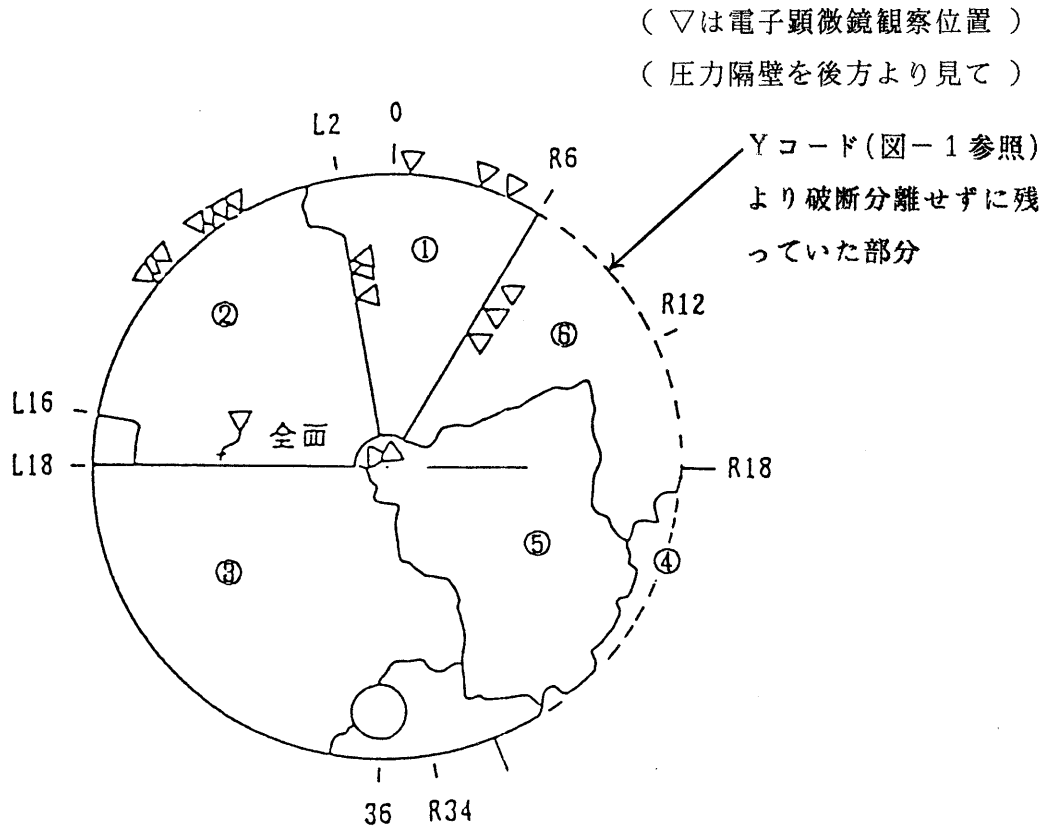 ( ▽は電子顕微鏡観察位置 )
( 圧力隔壁を後方より見て )
Yコード(図－1参照)
より破断分離せずに残
っていた部分
L2
0
R6
①
R12
②
⑥
L16
全面
L18
R18
⑤
④
③
36
R34